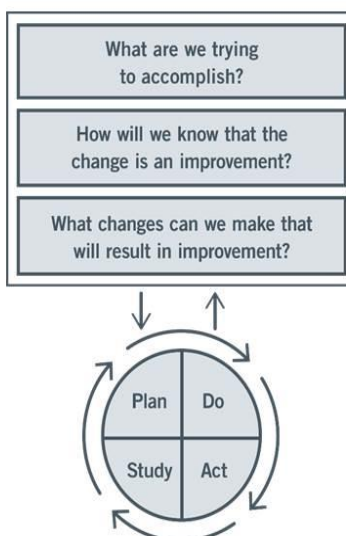 What are we trying
to accomplish?
How will we know that the
change is an improvement?
What changes can we make that
will result in improvement?
Plan
Do
Study
Act